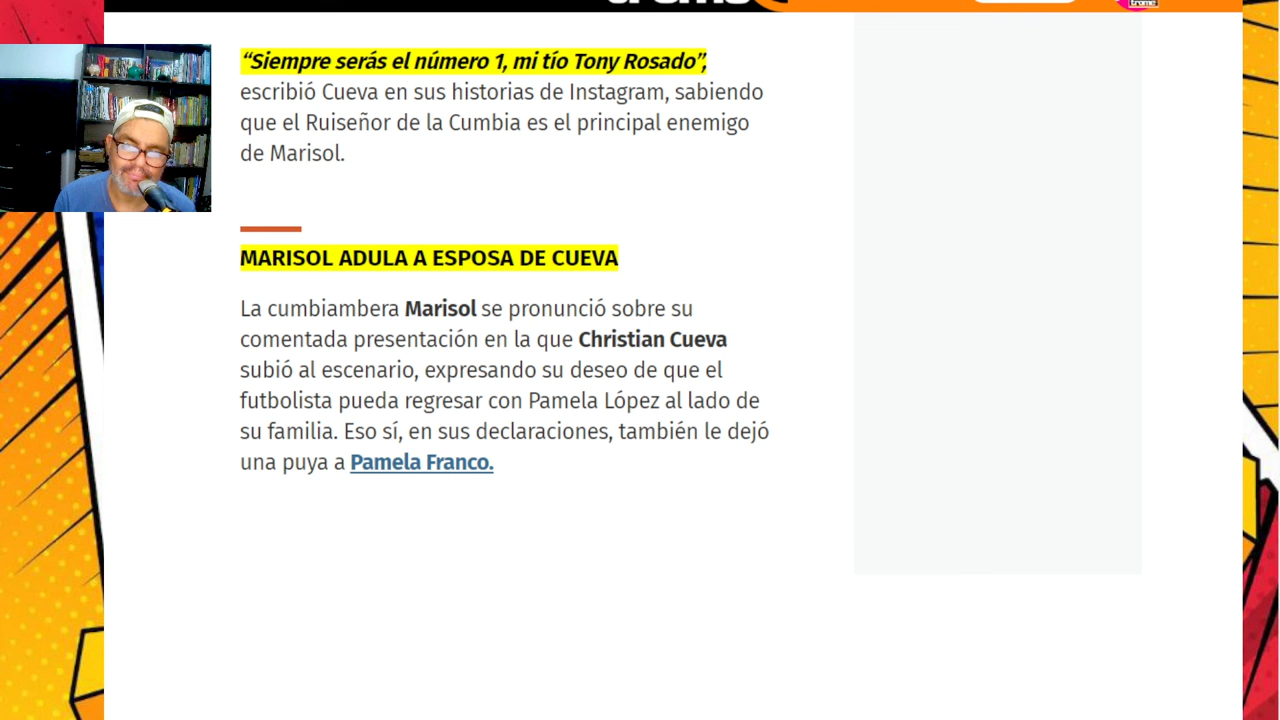 “Siempre serás el número 1, mi tío Tony Rosado”,
escribió Cueva en sus historias de Instagram, sabiendo
que el Ruiseñor de la Cumbia es el principal enemigo
de Marisol.
MARISOL ADULA A ESPOSA DE CUEVA
La cumbiambera Marisol se pronunció sobre su
comentada presentación en la que Christian Cueva
subió al escenario, expresando su deseo de que el
futbolista pueda regresar con Pamela López al lado de
su familia. Eso sí, en sus declaraciones, también le dejó
una puya a Pamela Franco.